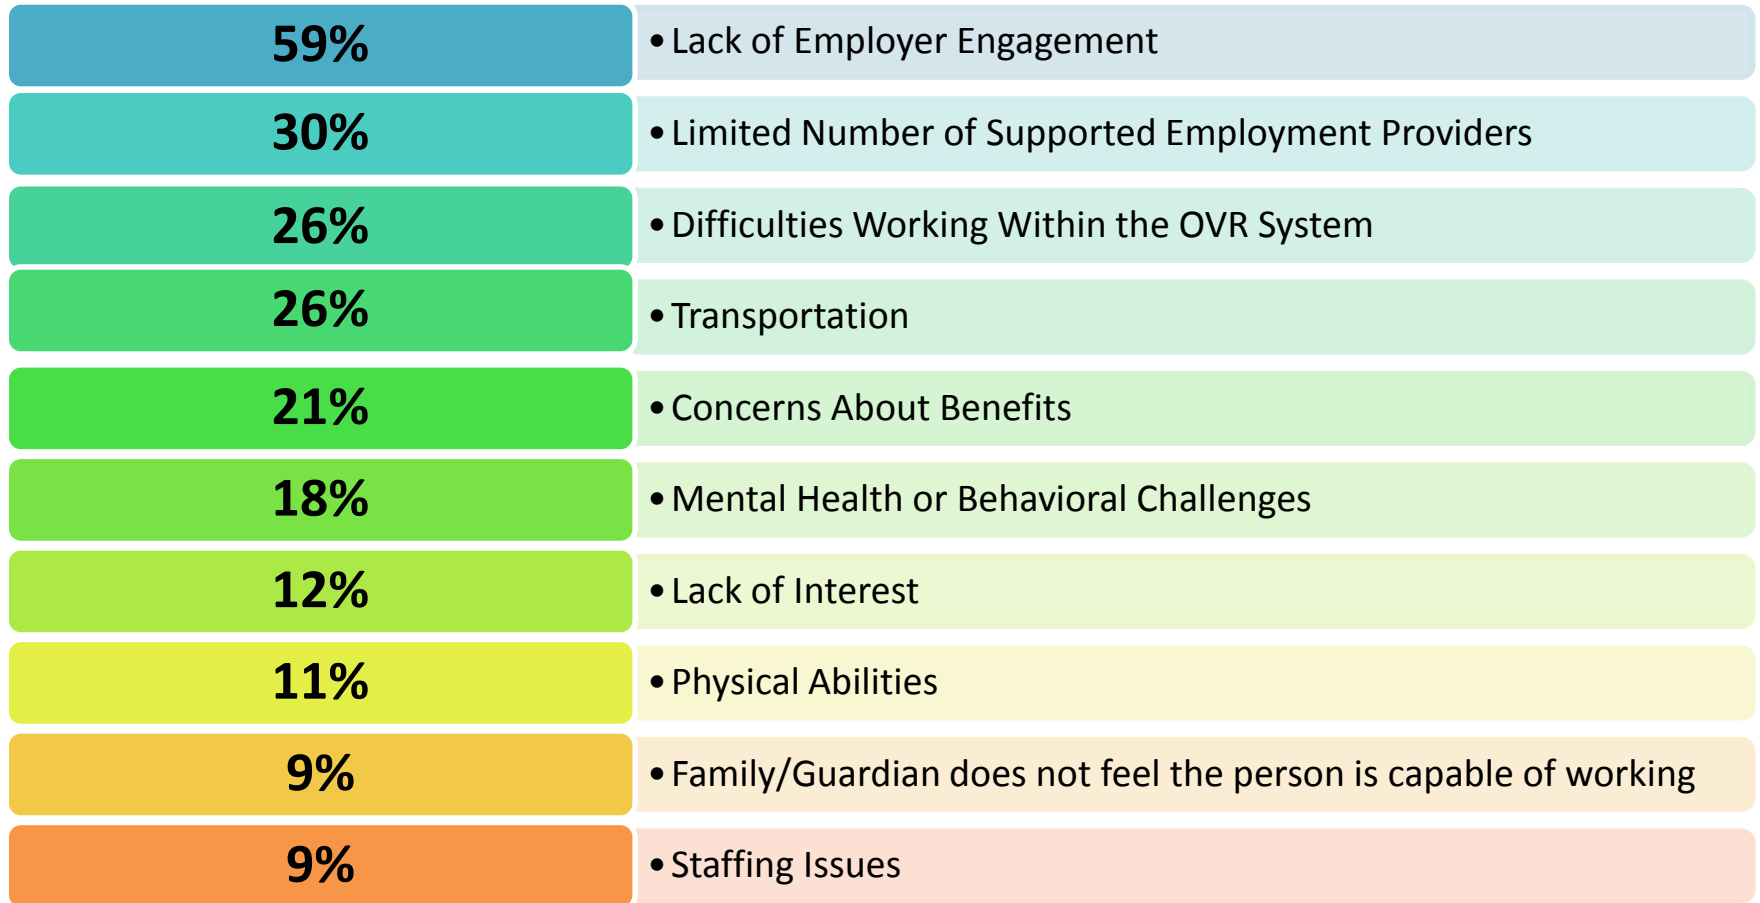 59%
• Lack of Employer Engagement
30%
• Limited Number of Supported Employment Providers
26%
• Difficulties Working Within the OVR System
26%
• Transportation
21%
• Concerns About Benefits
18%
• Mental Health or Behavioral Challenges
12%
• Lack of Interest
11%
• Physical Abilities
9%
• Family/Guardian does not feel the person is capable of working
9%
• Staffing Issues